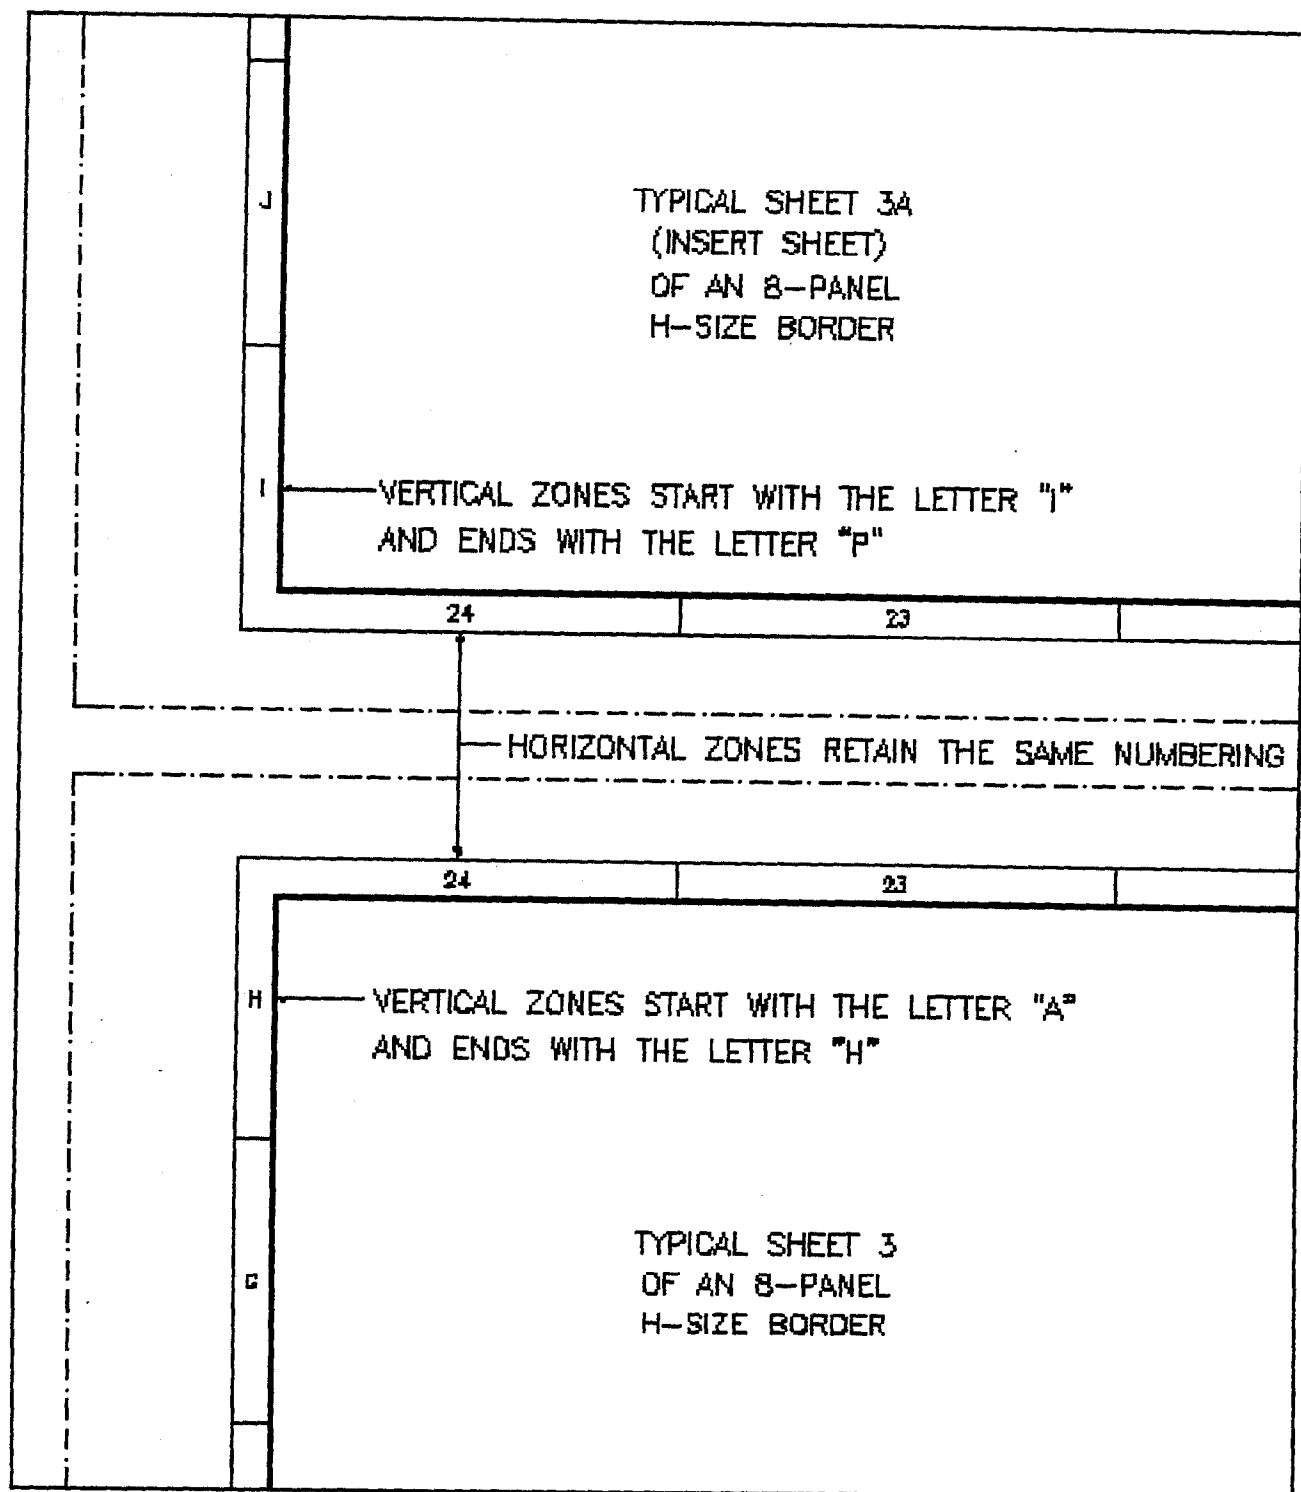 J
TYPICAL SHEET 3A
(INSERT SHEET)
OF AN 8-PANEL
H-SIZE BORDER
I
VERTICAL ZONES START WITH THE LETTER "I"
AND ENDS WITH THE LETTER "P"
24 23
HORIZONTAL ZONES RETAIN THE SAME NUMBERING
24 23
H
VERTICAL ZONES START WITH THE LETTER "A"
AND ENDS WITH THE LETTER "H"
G
TYPICAL SHEET 3
OF AN 8-PANEL
H-SIZE BORDER